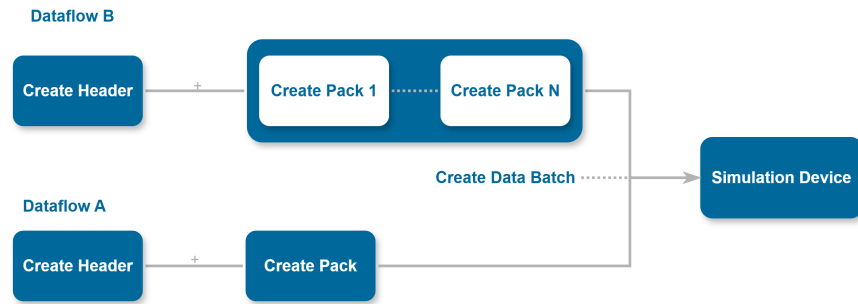 Dataflow B
Create Header
+
Create Pack 1
Create Pack N
Create Data Batch
Simulation Device
Dataflow A
Create Header
+
Create Pack